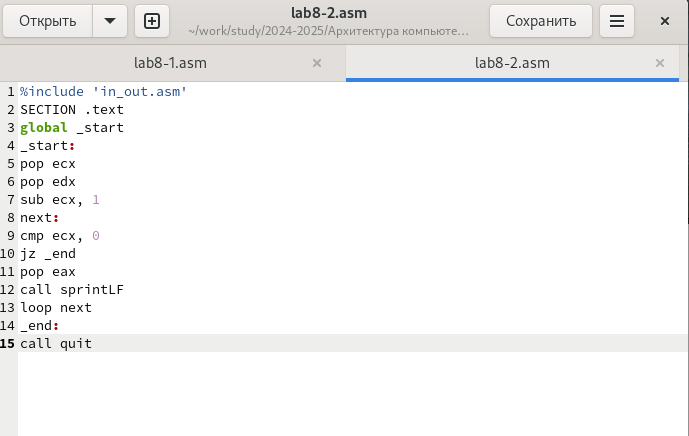 Открыть
lab8-2.asm
~/work/study/2024-2025/Архитектура компьюте...
Сохранить
lab8-1.asm
lab8-2.asm
1 %include 'in_out.asm'
2 SECTION .text
3 global _start
4 _start:
5 pop ecx
6 pop edx
7 sub ecx, 1
8 next:
9 cmp ecx, 0
10 jz _end
11 pop eax
12 call sprintLF
13 loop next
14 _end:
15 call quit